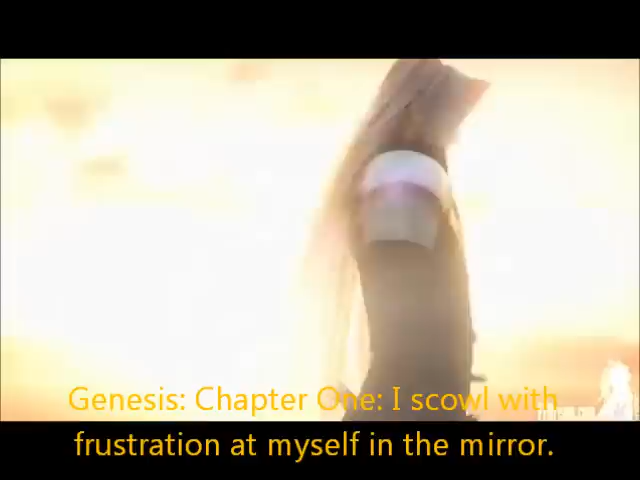 Genesis: Chapter One: I scowl with
frustration at myself in the mirror.